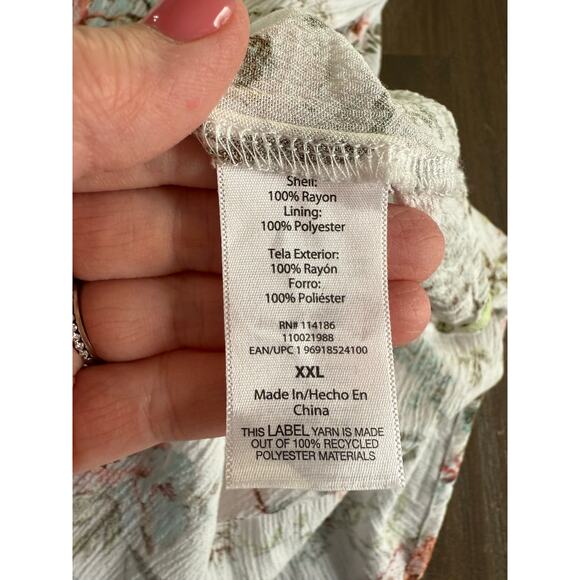 Shell:
100% Rayon
Lining:
100% Polyester
Tela Exterior:
100% Rayón
Forro:
100% Poliéster
RN# 114186
110021988
EAN/UPC 1 96918524100
XXL
Made In/Hecho En
China
THIS LABEL YARN IS MADE
OUT OF 100% RECYCLED
POLYESTER MATERIALS